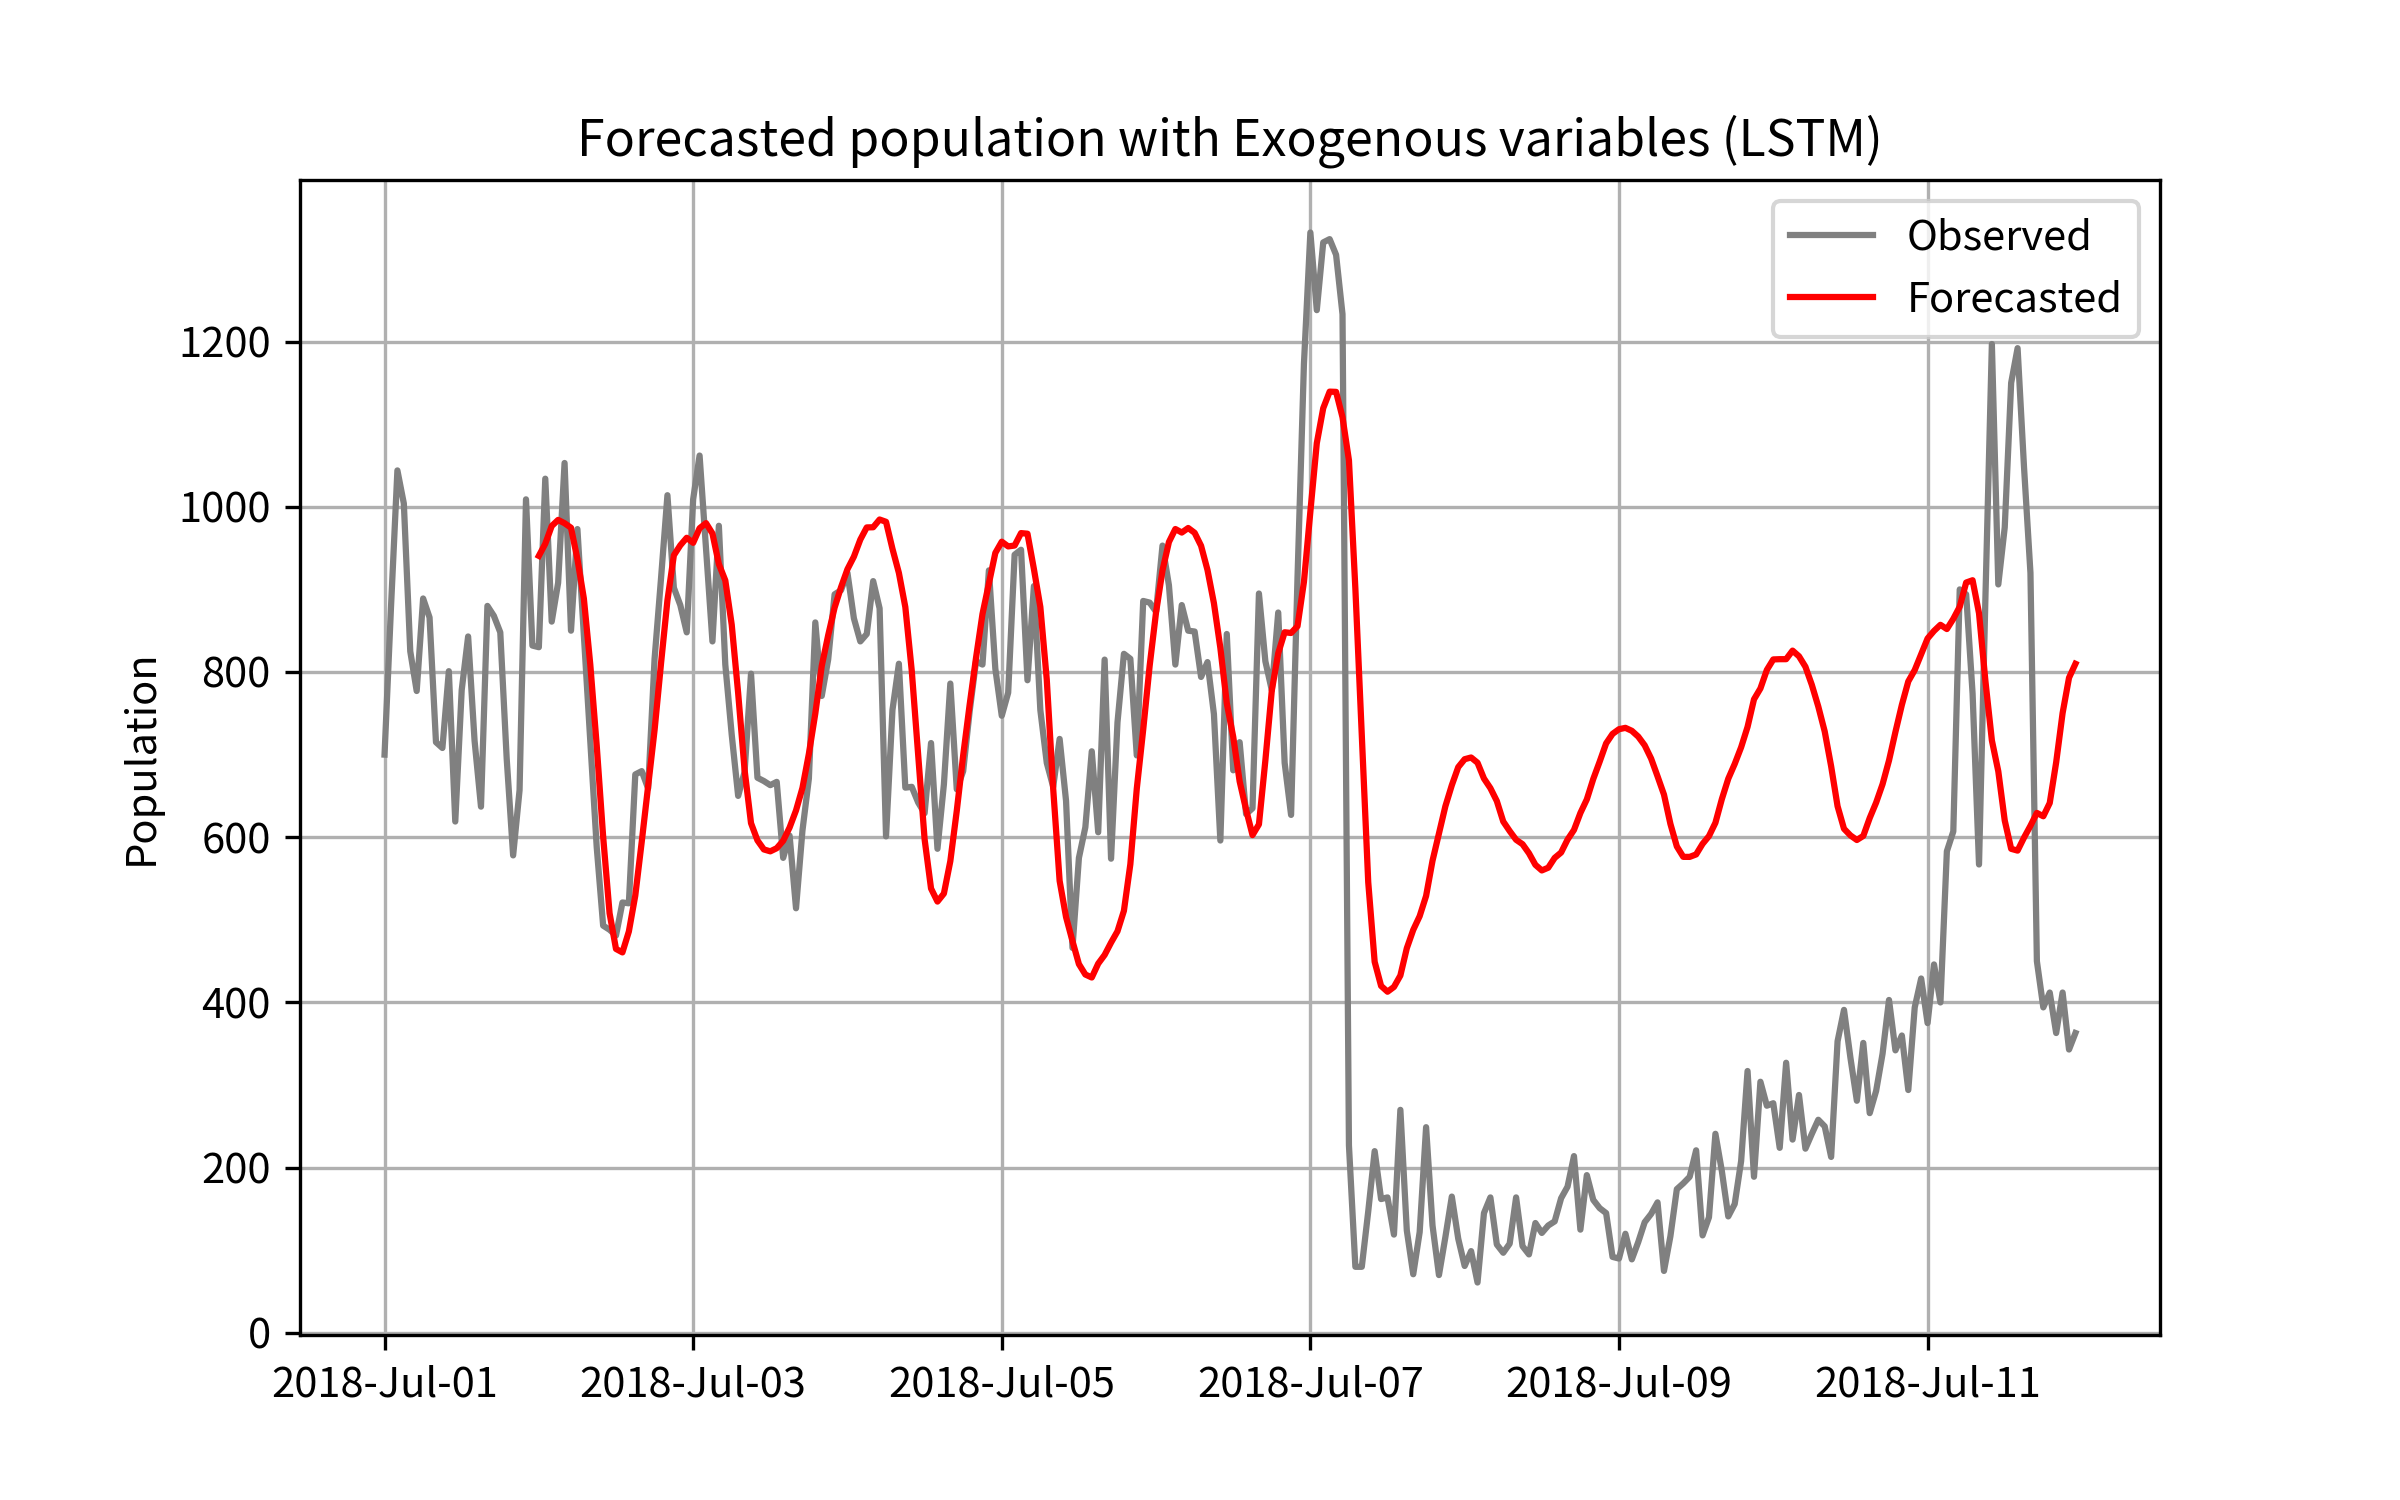 Forecasted population with Exogenous variables (LSTM)
Observed
Forecasted
Population
1200
1000
800
600
400
200
0
2018-Jul-01 2018-Jul-03 2018-Jul-05 2018-Jul-07 2018-Jul-09 2018-Jul-11